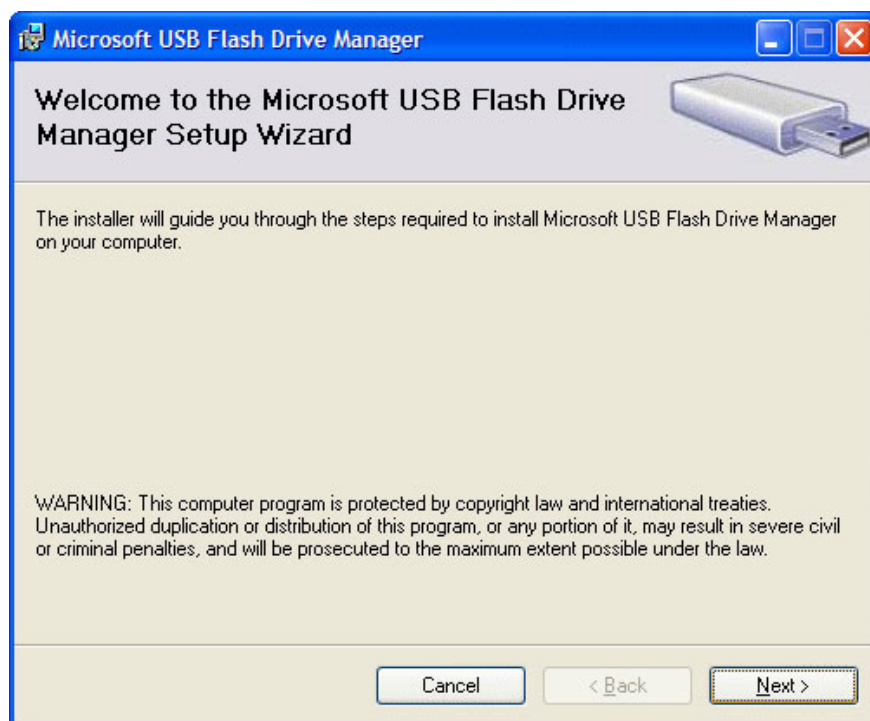 Microsoft USB Flash Drive Manager
Welcome to the Microsoft USB Flash Drive
Manager Setup Wizard
The installer will guide you through the steps required to install Microsoft USB Flash Drive Manager
on your computer.
WARNING: This computer program is protected by copyright law and international treaties.
Unauthorized duplication or distribution of this program, or any portion of it, may result in severe civil
or criminal penalties, and will be prosecuted to the maximum extent possible under the law.
Cancel < Back Next >